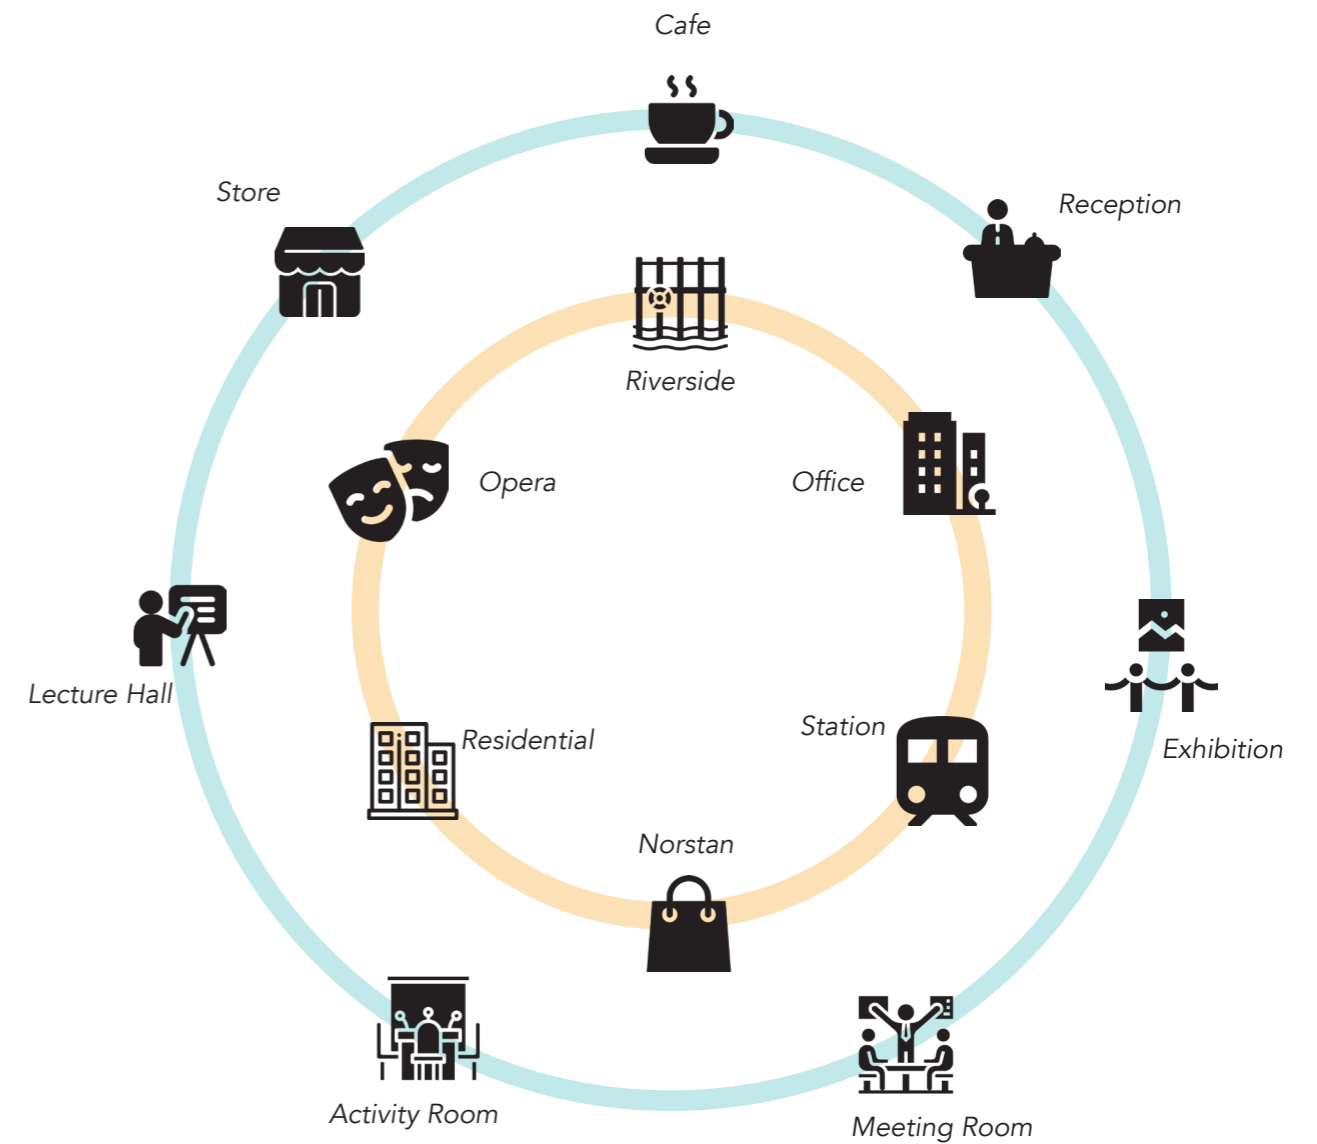 Cafe
Store
Reception
Riverside
Opera
Office
Lecture Hall
Residential
Station
Exhibition
Norstan
Activity Room
Meeting Room